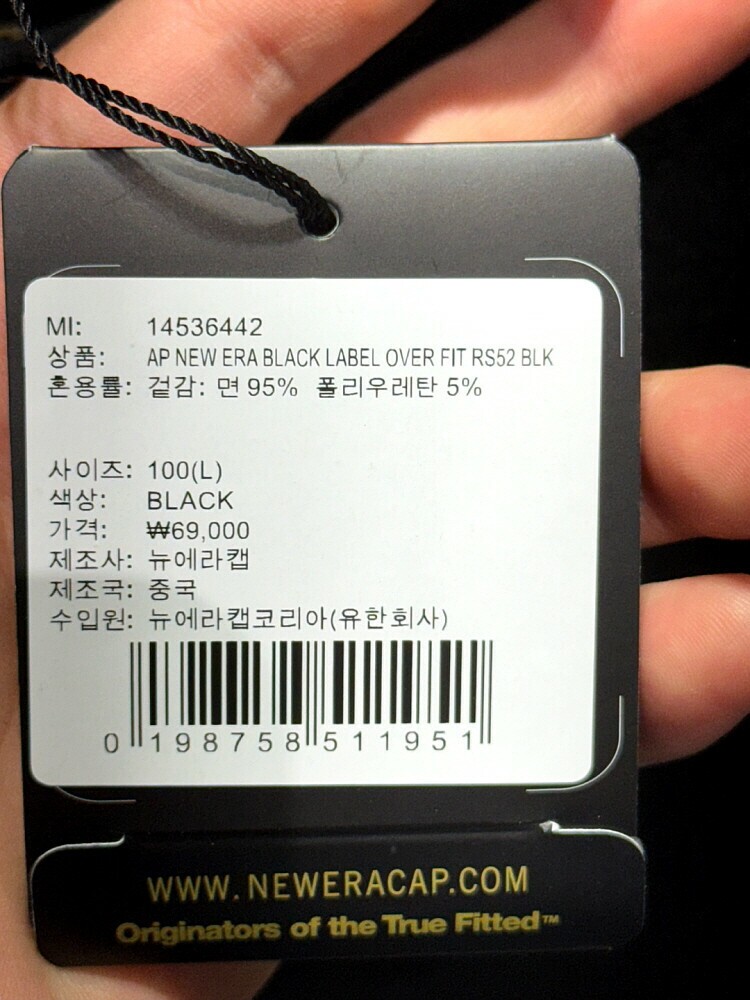 MI: 14536442
상품: AP NEW ERA BLACK LABEL OVER FIT RS52 BLK
혼용률: 겉감: 면 95% 폴리우레탄 5%
사이즈: 100(L)
색상: BLACK
가격: ₩69,000
제조사: 뉴에라캡
제조국: 중국
수입원: 뉴에라캡코리아(유한회사)
0 198758 511951
WWW.NEWERACAP.COM
Originators of the True Fitted™